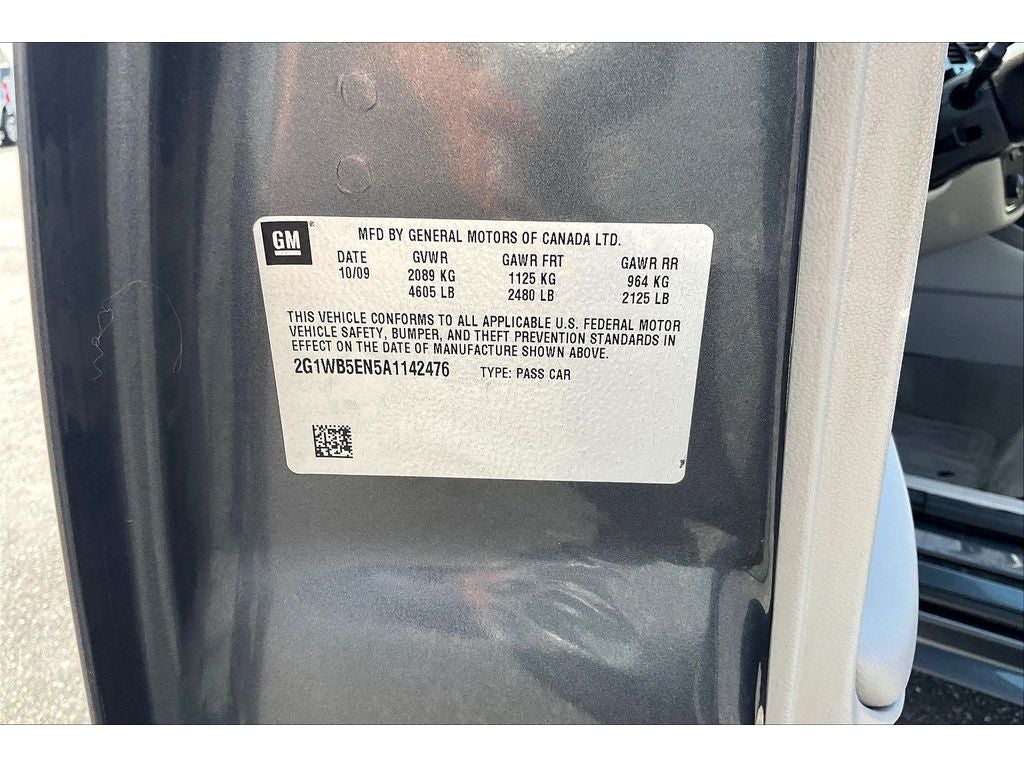 GM
MFD BY GENERAL MOTORS OF CANADA LTD.
DATE GVWR GAWR FRT GAWR RR
10/09 2089 KG 1125 KG 964 KG
4605 LB 2480 LB 2125 LB
THIS VEHICLE CONFORMS TO ALL APPLICABLE U.S. FEDERAL MOTOR
VEHICLE SAFETY, BUMPER, AND THEFT PREVENTION STANDARDS IN
EFFECT ON THE DATE OF MANUFACTURE SHOWN ABOVE.
2G1WB5EN5A1142476 TYPE: PASS CAR